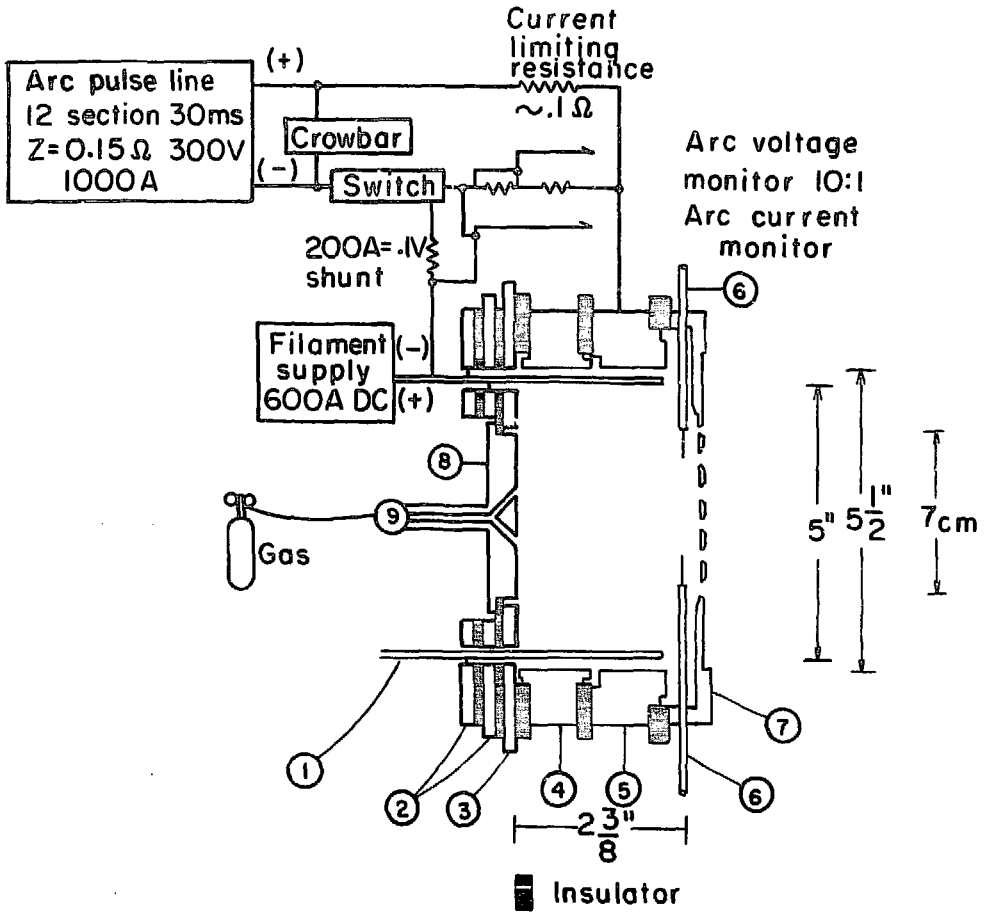 Current
limiting
resistance
~.1Ω
(+)
Arc pulse line
12 section 30ms
Z=0.15Ω 300V
1000A
(-)
Crowbar
Switch
Arc voltage
monitor 10:1
Arc current
monitor
200A=.1V
shunt
6
Filament
supply
600A DC
(-)
(+)
8
9
Gas
5"
5 1/2"
7cm
7
1
2
3
4
5
6
2 3/8"
Insulator